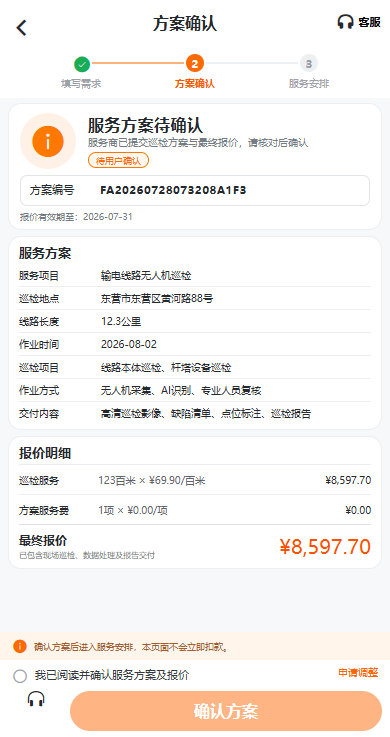 方案确认
客服
2
3
填写需求
方案确认
服务安排
服务方案待确认
服务商已提交巡检方案与最终报价，请核对后确认
待用户确认
方案编号 FA20260728073208A1F3
报价有效期至：2026-07-31
服务方案
服务项目 输电线路无人机巡检
巡检地点 东营市东营区黄河路88号
线路长度 12.3公里
作业时间 2026-08-02
巡检项目 线路本体巡检、杆塔设备巡检
作业方式 无人机采集、AI识别、专业人员复核
交付内容 高清巡检影像、缺陷清单、点位标注、巡检报告
报价明细
巡检服务 123百米 × ¥69.90/百米 ¥8,597.70
方案服务费 1项 × ¥0.00/项 ¥0.00
最终报价 ¥8,597.70
已包含现场巡检、数据处理及报告交付
确认方案后进入服务安排，本页面不会立即扣款。
我已阅读并确认服务方案及报价
申请调整
确认方案